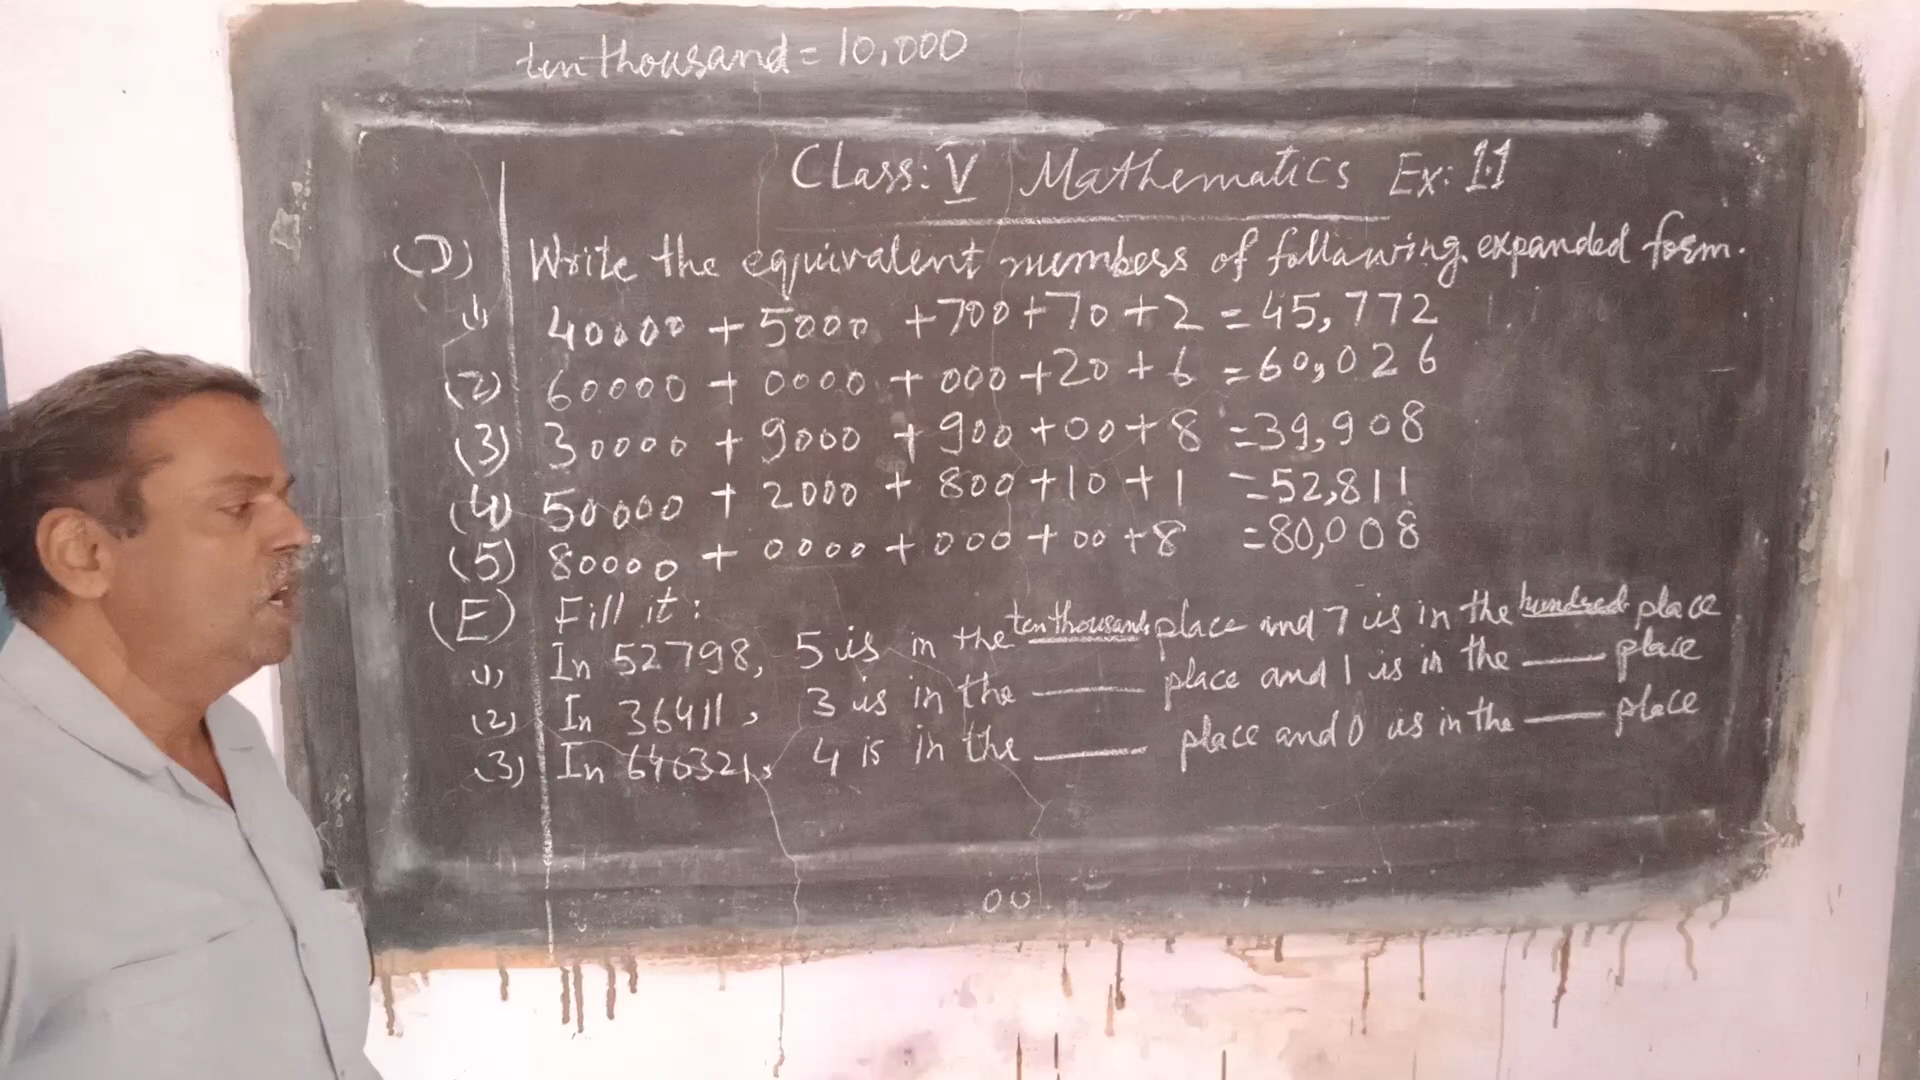 ten thousand = 10,000
Class: V Mathematics Ex: 1.1
(D) Write the equivalent numbers of following expanded form.
(1) 40000 + 5000 + 700 + 70 + 2 = 45,772
(2) 60000 + 0000 + 000 + 20 + 6 = 60,026
(3) 30000 + 9000 + 900 + 00 + 8 = 39,908
(4) 50000 + 2000 + 800 + 10 + 1 = 52,811
(5) 80000 + 0000 + 000 + 00 + 8 = 80,008
(E) Fill it:
(1) In 52798, 5 is in the ten thousands place and 7 is in the hundred place
(2) In 36411, 3 is in the ____ place and 1 is in the ____ place
(3) In 640321, 4 is in the ____ place and 0 is in the ____ place
00